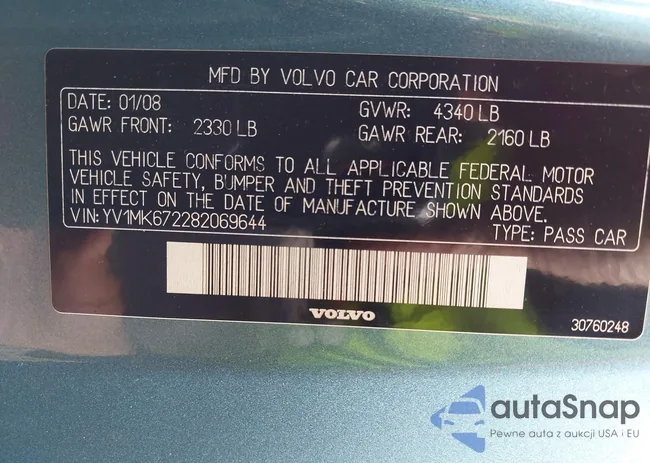 MFD BY VOLVO CAR CORPORATION
DATE: 01/08 GVWR: 4340 LB
GAWR FRONT: 2330 LB GAWR REAR: 2160 LB
THIS VEHICLE CONFORMS TO ALL APPLICABLE FEDERAL MOTOR
VEHICLE SAFETY, BUMPER AND THEFT PREVENTION STANDARDS
IN EFFECT ON THE DATE OF MANUFACTURE SHOWN ABOVE.
VIN: YV1MK672282069644 TYPE: PASS CAR
VOLVO
30760248
autaSnap
Pewne auta z aukcji USA i EU